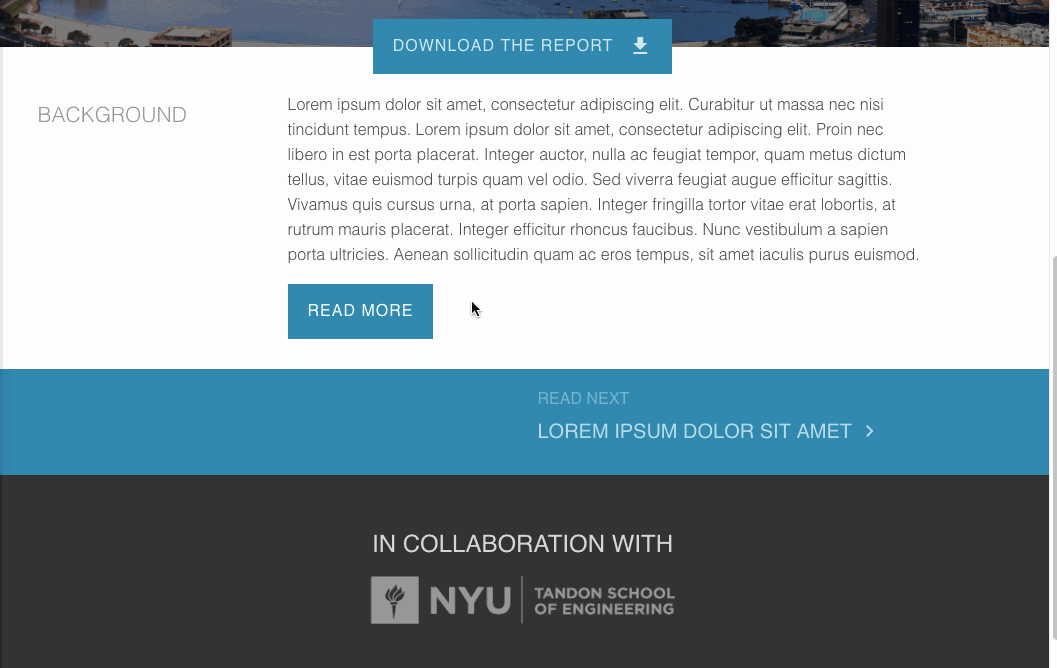 DOWNLOAD THE REPORT
BACKGROUND
Lorem ipsum dolor sit amet, consectetur adipiscing elit. Curabitur ut massa nec nisi
tincidunt tempus. Lorem ipsum dolor sit amet, consectetur adipiscing elit. Proin nec
libero in est porta placerat. Integer auctor, nulla ac feugiat tempor, quam metus dictum
tellus, vitae euismod turpis quam vel odio. Sed viverra feugiat augue efficitur sagittis.
Vivamus quis cursus urna, at porta sapien. Integer fringilla tortor vitae erat lobortis, at
rutrum mauris placerat. Integer efficitur rhoncus faucibus. Nunc vestibulum a sapien
porta ultricies. Aenean sollicitudin quam ac eros tempus, sit amet iaculis purus euismod.
READ MORE
READ NEXT
LOREM IPSUM DOLOR SIT AMET
IN COLLABORATION WITH
NYU
TANDON SCHOOL
OF ENGINEERING